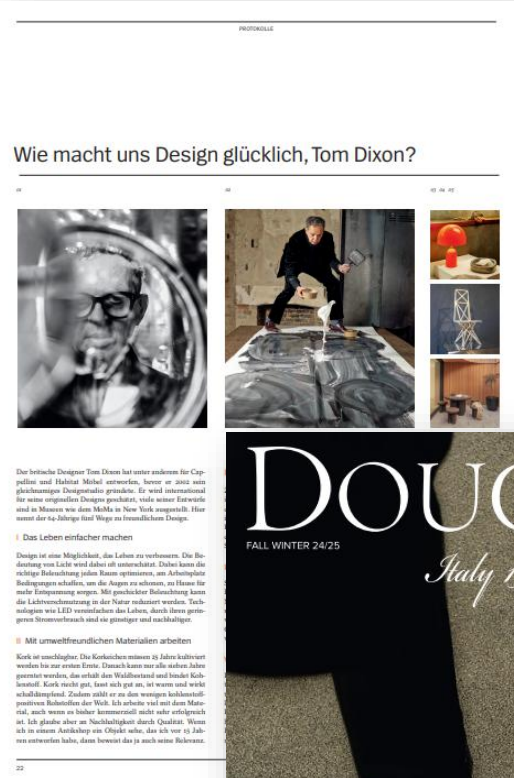 PROTOKOLLE
Wie macht uns Design glücklich, Tom Dixon?
01
02
03 04 05
Der britische Designer Tom Dixon hat unter anderem für Cap-
pellini und Habitat Möbel entworfen, bevor er 2002 sein
gleichnamiges Designstudio gründete. Er wird international
für seine originellen Designs geschätzt, viele seiner Entwürfe
sind in Museen wie dem MoMa in New York ausgestellt. Hier
nennt der 64-Jährige fünf Wege zu freundlichem Design.
I Das Leben einfacher machen
Design ist eine Möglichkeit, das Leben zu verbessern. Die Be-
deutung von Licht wird dabei oft unterschätzt. Dabei kann die
richtige Beleuchtung jeden Raum optimieren, am Arbeitsplatz
Bedingungen schaffen, um die Augen zu schonen, zu Hause für
mehr Entspannung sorgen. Mit geschickter Beleuchtung kann
die Lichtverschmutzung in der Natur reduziert werden. Tech-
nologien wie LED vereinfachen das Leben, durch ihren gerin-
geren Stromverbrauch sind sie günstiger und nachhaltiger.
II Mit umweltfreundlichen Materialien arbeiten
Kork ist unschlagbar. Die Korkeichen müssen 25 Jahre kultiviert
werden bis zur ersten Ernte. Danach kann nur alle sieben Jahre
geerntet werden, das erhält den Waldbestand und bindet Koh-
lenstoff. Kork riecht gut, fasst sich gut an, ist warm und wirkt
schalldämpfend. Zudem zählt er zu den wenigen kohlenstoff-
positiven Rohstoffen der Welt. Ich arbeite viel mit dem Mate-
rial, auch wenn es bisher kommerziell nicht sehr erfolgreich
ist. Ich glaube aber an Nachhaltigkeit durch Qualität. Wenn
ich in einem Antikshop ein Objekt sehe, das ich vor 15 Jah-
ren entworfen habe, dann beweist das ja auch seine Relevanz.
22
DOUG
FALL WINTER 24/25
Italy